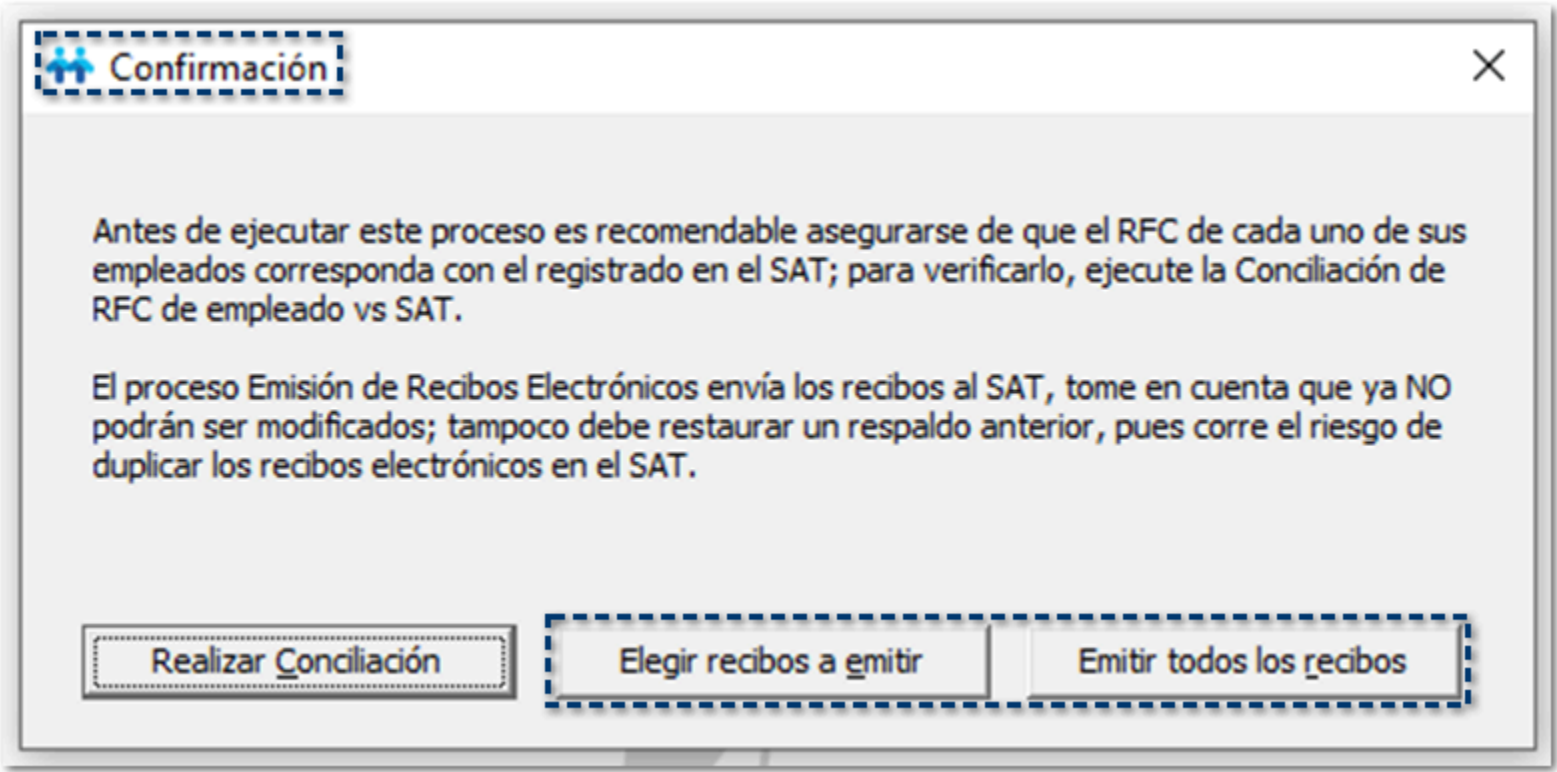 Confirmación
Antes de ejecutar este proceso es recomendable asegurarse de que el RFC de cada uno de sus
empleados corresponda con el registrado en el SAT; para verificarlo, ejecute la Conciliación de
RFC de empleado vs SAT.
El proceso Emisión de Recibos Electrónicos envía los recibos al SAT, tome en cuenta que ya NO
podrán ser modificados; tampoco debe restaurar un respaldo anterior, pues corre el riesgo de
duplicar los recibos electrónicos en el SAT.
Realizar Conciliación
Elegir recibos a emitir
Emitir todos los recibos